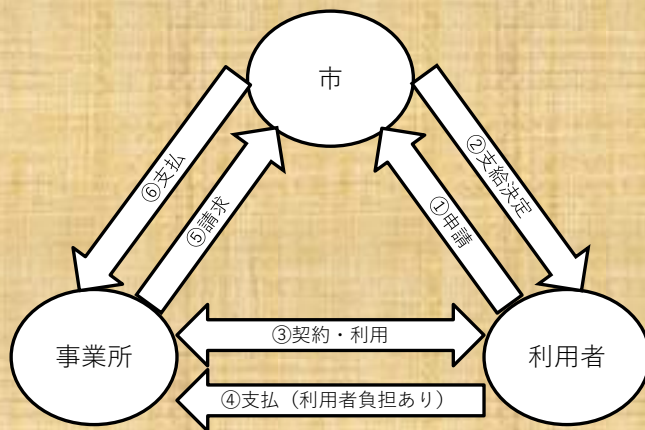 市
⑥支払
⑤請求
①申請
②支給決定
事業所
③契約・利用
利用者
④支払（利用者負担あり）